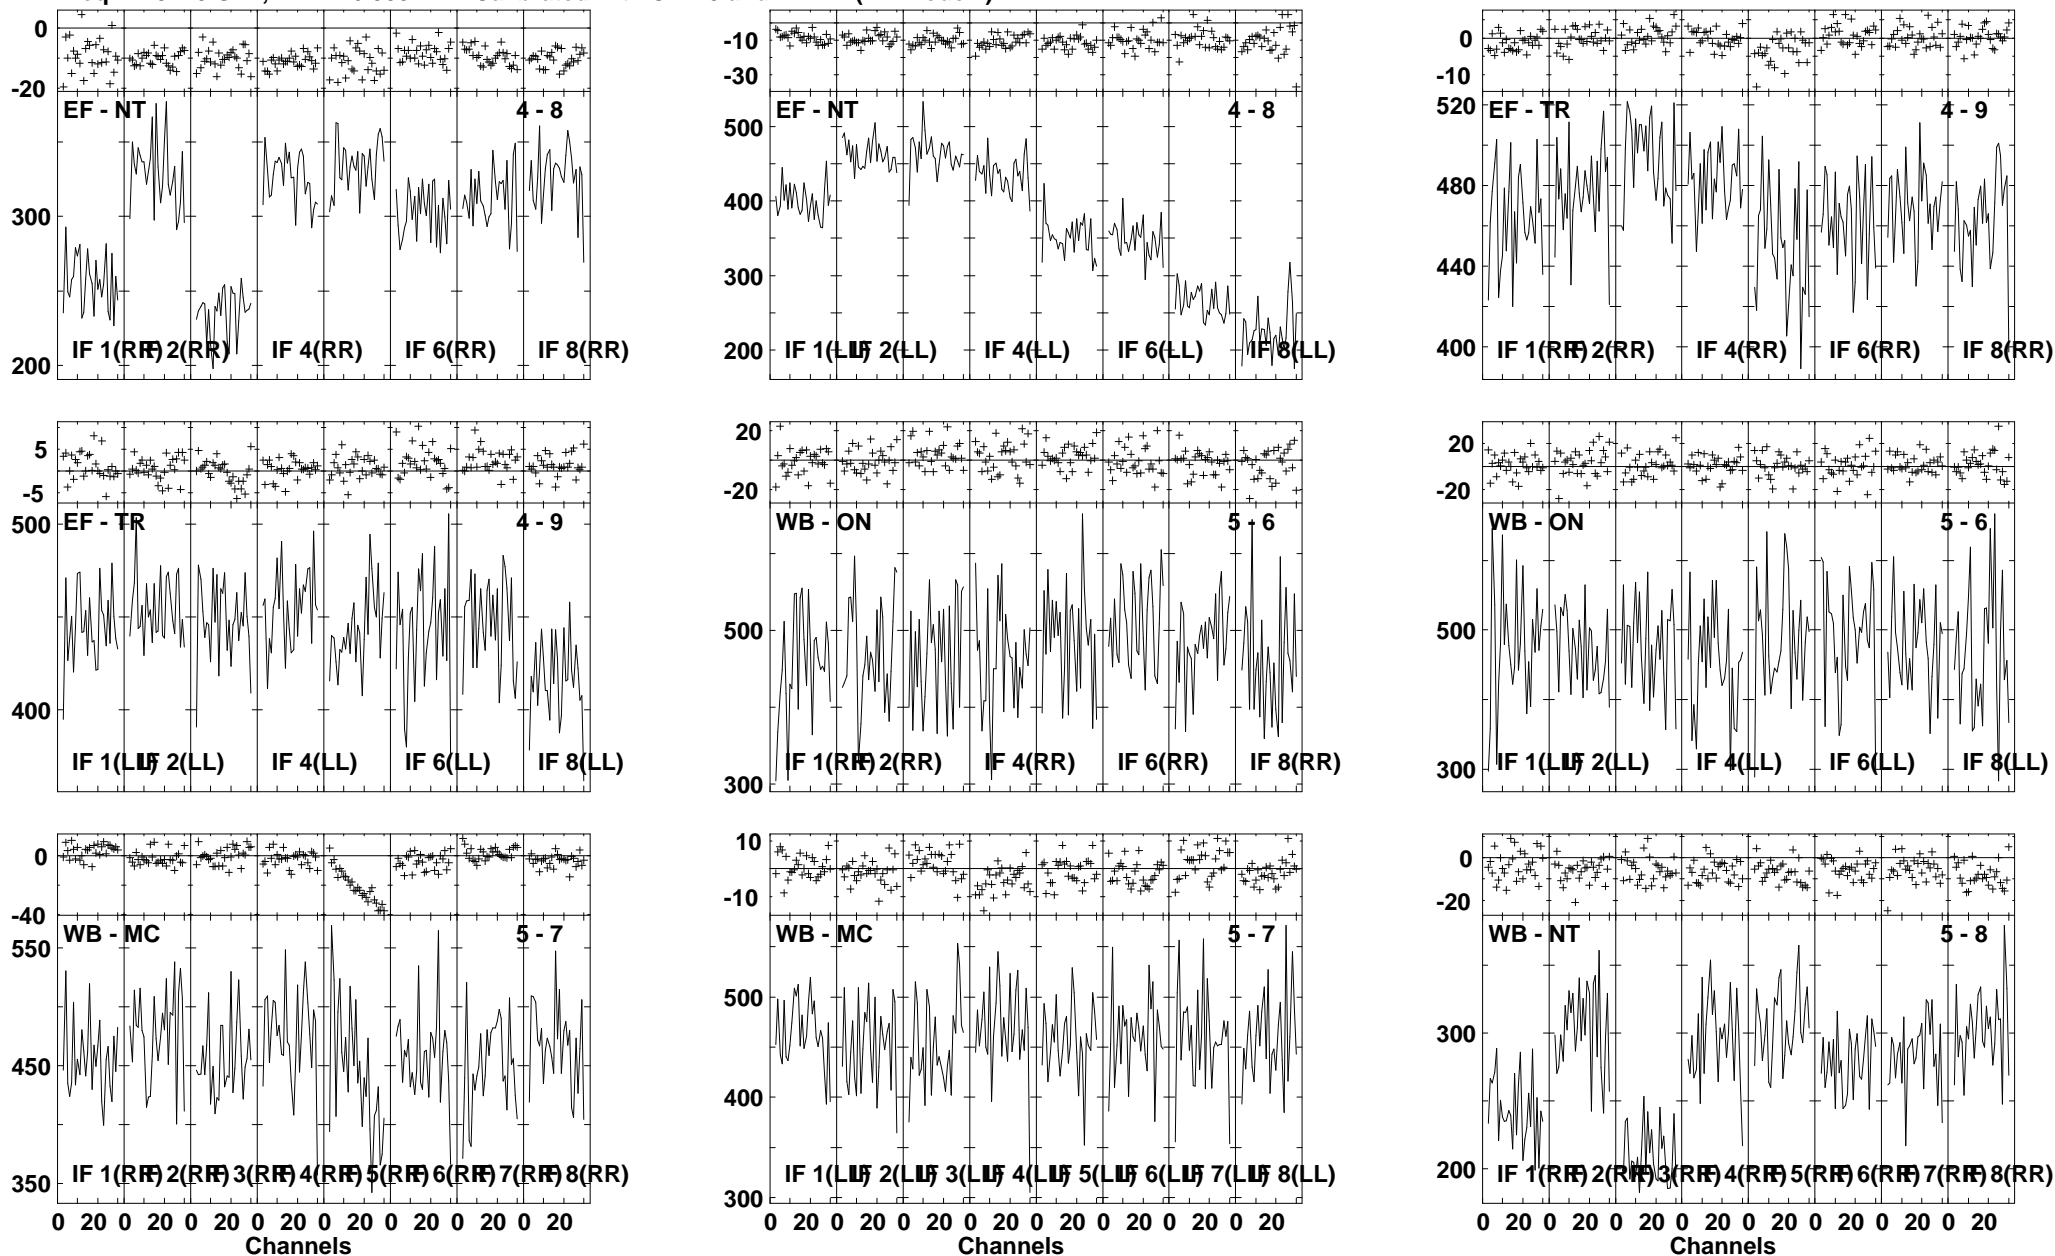 0
-20
EF - NT 4 - 8
300
200
IF 1(RR) IF 2(RR) IF 4(RR) IF 6(RR) IF 8(RR)
-10
-30
EF - NT 4 - 8
500
400
300
200
IF 1(LL) IF 2(LL) IF 4(LL) IF 6(LL) IF 8(LL)
0
-10
EF - TR 4 - 9
520
480
440
400
IF 1(RR) IF 2(RR) IF 4(RR) IF 6(RR) IF 8(RR)
5
-5
EF - TR 4 - 9
500
400
IF 1(LL) IF 2(LL) IF 4(LL) IF 6(LL) IF 8(LL)
20
-20
WB - ON 5 - 6
500
300
IF 1(RR) IF 2(RR) IF 4(RR) IF 6(RR) IF 8(RR)
20
-20
WB - ON 5 - 6
500
300
IF 1(LL) IF 2(LL) IF 4(LL) IF 6(LL) IF 8(LL)
0
-40
WB - MC 5 - 7
550
450
350
IF 1(RR) IF 2(RR) IF 3(RR) IF 4(RR) IF 5(RR) IF 6(RR) IF 7(RR) IF 8(RR)
0 20 0 20 0 20 0 20 0 20 0 20 0 20 0 20
Channels
10
-10
WB - MC 5 - 7
500
400
300
IF 1(LL) IF 2(LL) IF 3(LL) IF 4(LL) IF 5(LL) IF 6(LL) IF 7(LL) IF 8(LL)
0 20 0 20 0 20 0 20 0 20 0 20 0 20 0 20
Channels
0
-20
WB - NT 5 - 8
300
200
IF 1(RR) IF 2(RR) IF 3(RR) IF 4(RR) IF 5(RR) IF 6(RR) IF 7(RR) IF 8(RR)
0 20 0 20 0 20 0 20 0 20 0 20 0 20 0 20
Channels